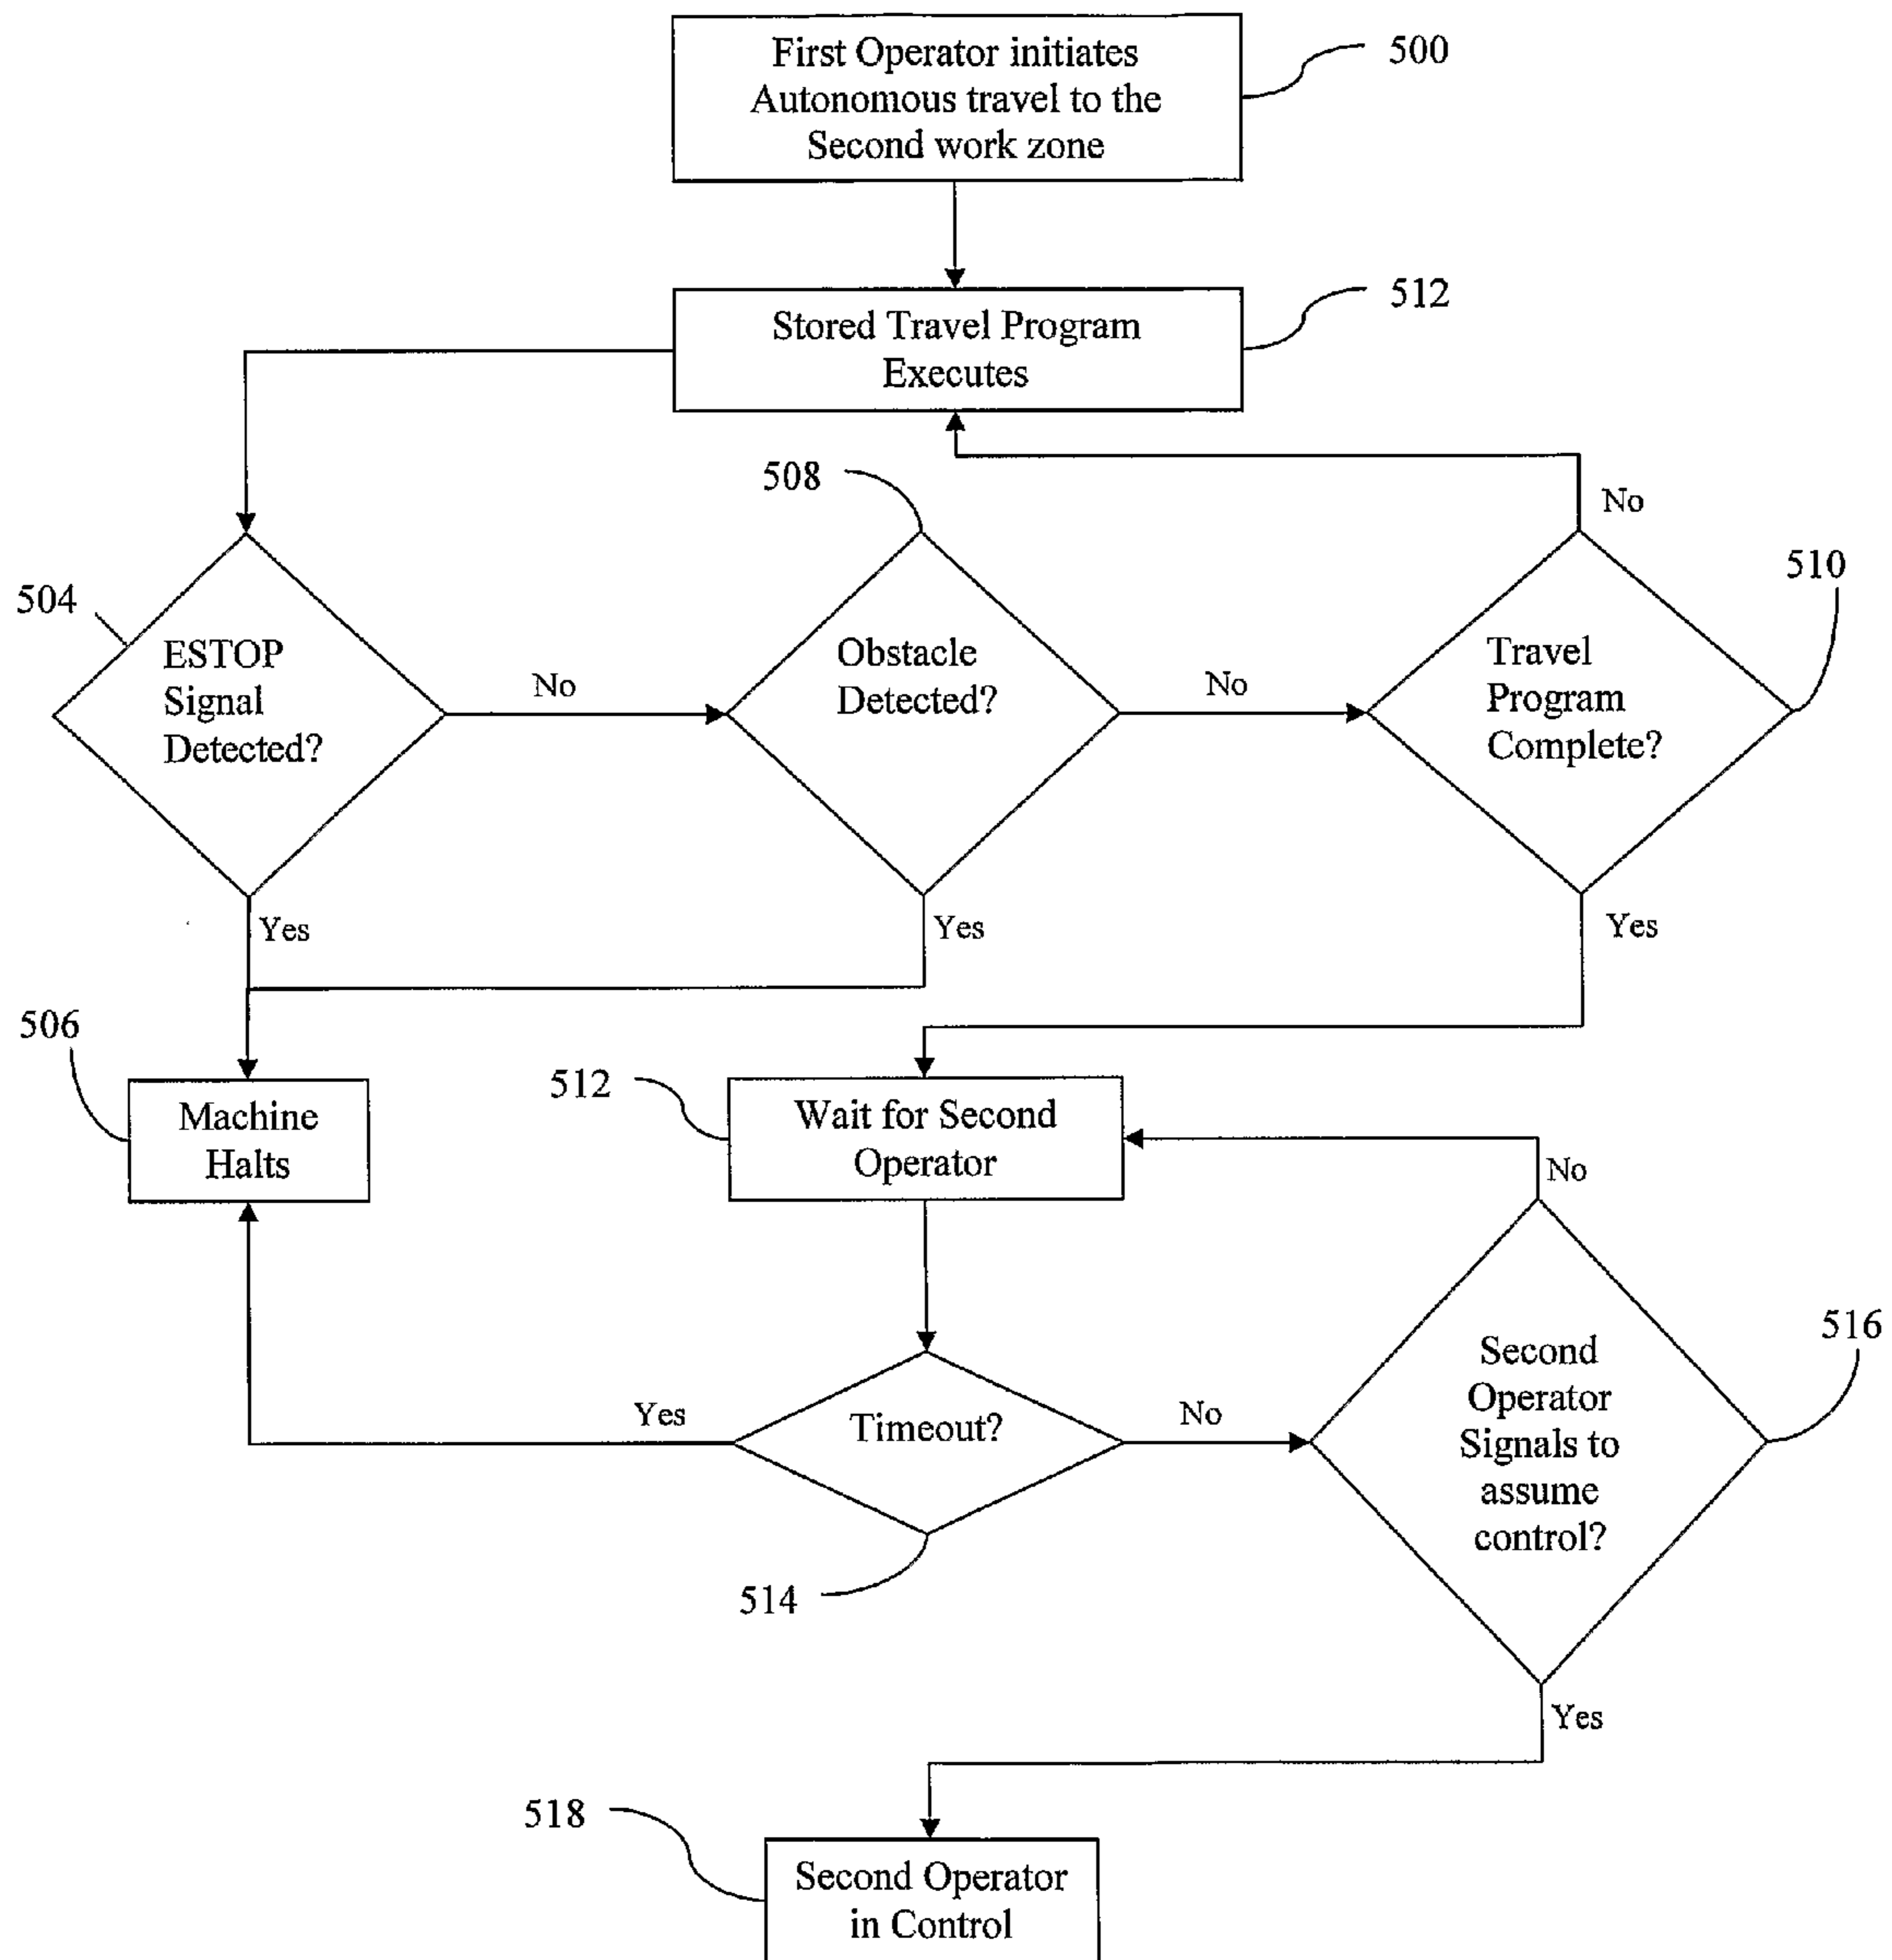 First Operator initiates
Autonomous travel to the
Second work zone
500
Stored Travel Program
Executes
512
508
No
504
510
ESTOP
Signal
Detected?
No
Obstacle
Detected?
No
Travel
Program
Complete?
Yes
Yes
Yes
506
Machine
Halts
512
Wait for Second
Operator
No
516
Yes
Timeout?
No
Second
Operator
Signals to
assume
control?
514
Yes
518
Second Operator
in Control